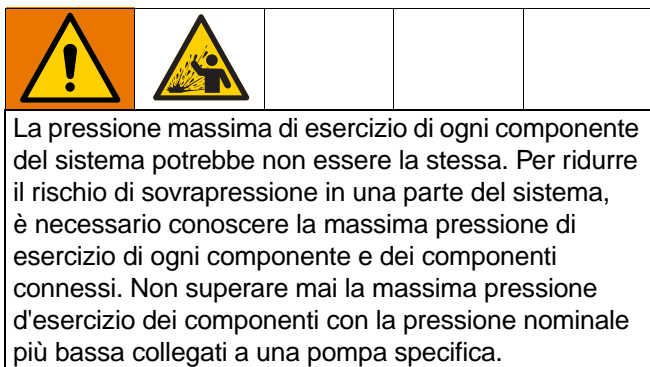 La pressione massima di esercizio di ogni componente
del sistema potrebbe non essere la stessa. Per ridurre
il rischio di sovrapressione in una parte del sistema,
è necessario conoscere la massima pressione di
esercizio di ogni componente e dei componenti
connessi. Non superare mai la massima pressione
d'esercizio dei componenti con la pressione nominale
più bassa collegati a una pompa specifica.